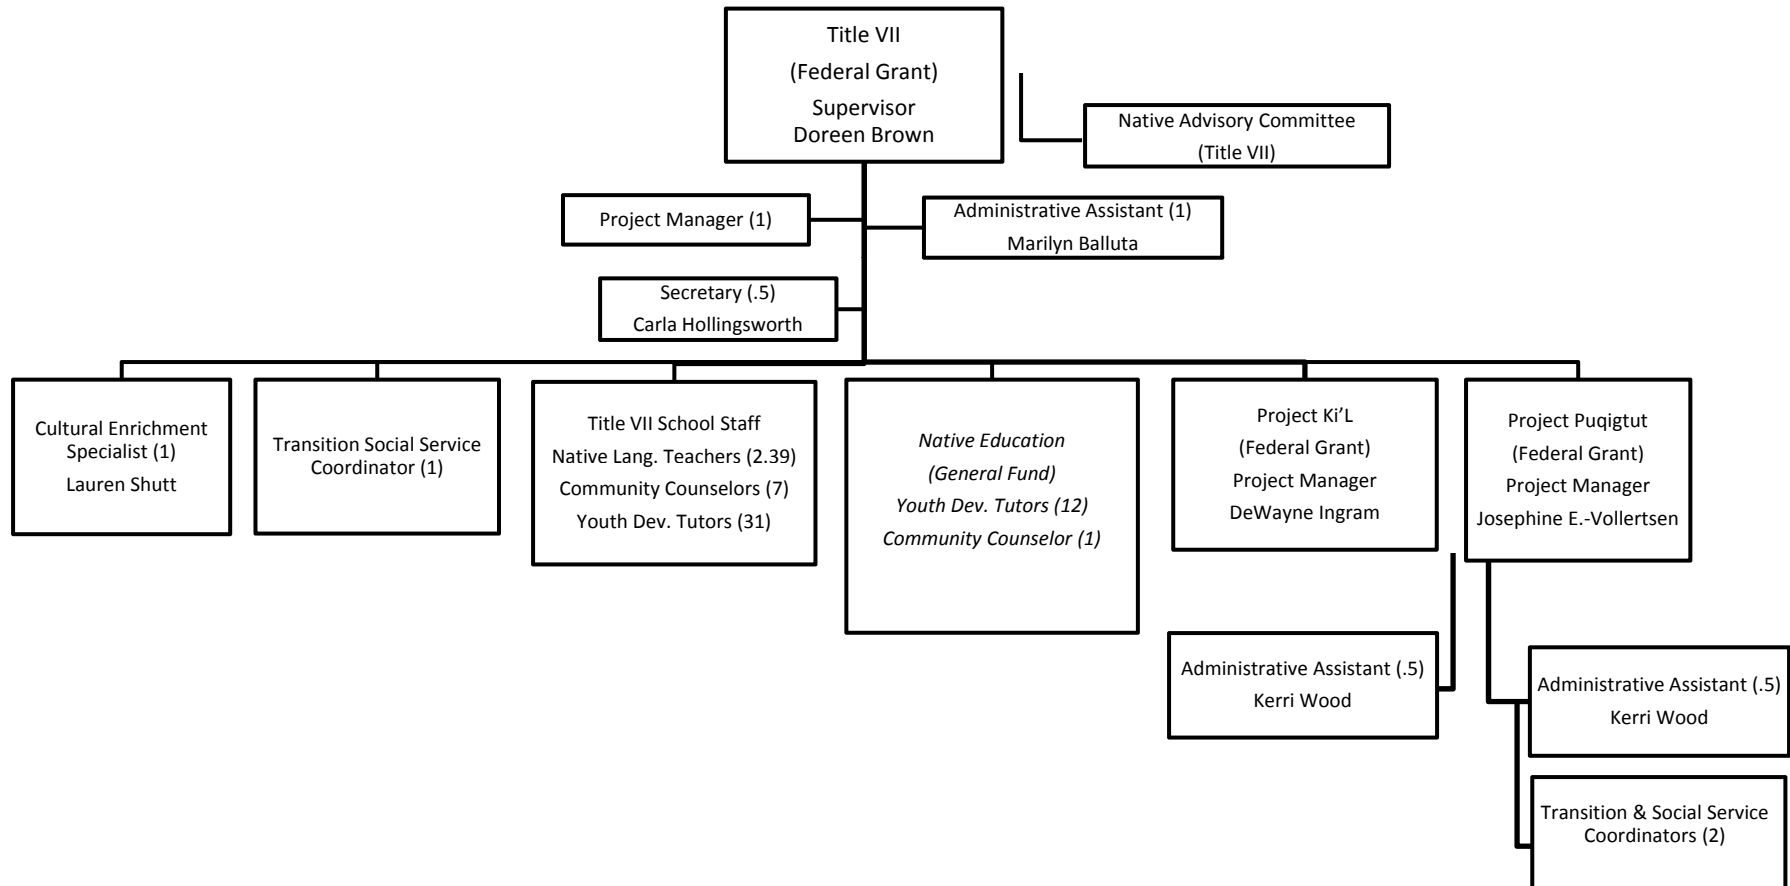 Title VII
(Federal Grant)
Supervisor
Doreen Brown
Native Advisory Committee
(Title VII)
Project Manager (1)
Administrative Assistant (1)
Marilyn Balluta
Secretary (.5)
Carla Hollingsworth
Cultural Enrichment
Specialist (1)
Lauren Shutt
Transition Social Service
Coordinator (1)
Title VII School Staff
Native Lang. Teachers (2.39)
Community Counselors (7)
Youth Dev. Tutors (31)
Native Education
(General Fund)
Youth Dev. Tutors (12)
Community Counselor (1)
Project Ki’L
(Federal Grant)
Project Manager
DeWayne Ingram
Project Puqigtut
(Federal Grant)
Project Manager
Josephine E.-Vollertsen
Administrative Assistant (.5)
Kerri Wood
Administrative Assistant (.5)
Kerri Wood
Transition & Social Service
Coordinators (2)